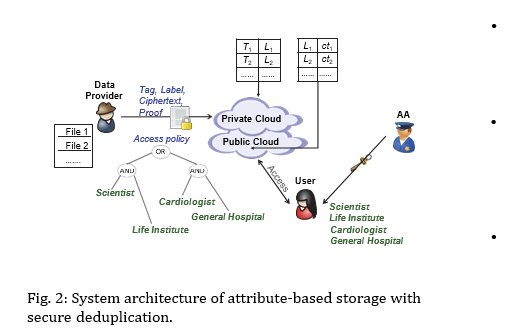 T1 L1
T2 L2
...... ......
L1 ct1
L2 ct2
...... ......
Data
Provider
Tag, Label,
Ciphertext,
Proof
Access policy
File 1
File 2
.......
Private Cloud
Public Cloud
AA
OR
AND
AND
Scientist
Life Institute
Cardiologist
General Hospital
Access
User
Scientist
Life Institute
Cardiologist
General Hospital
Fig. 2: System architecture of attribute-based storage with
secure deduplication.